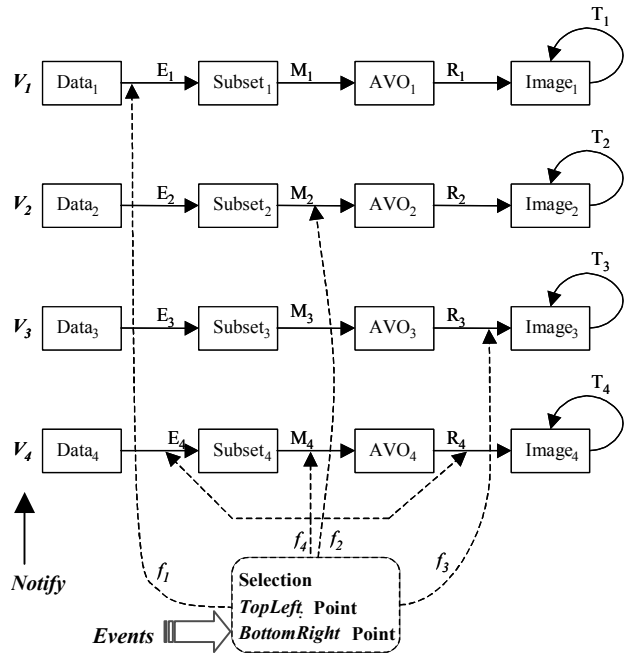 T₁
V₁ Data₁ E₁ Subset₁ M₁ AVO₁ R₁ Image₁
T₂
V₂ Data₂ E₂ Subset₂ M₂ AVO₂ R₂ Image₂
T₃
V₃ Data₃ E₃ Subset₃ M₃ AVO₃ R₃ Image₃
T₄
V₄ Data₄ E₄ Subset₄ M₄ AVO₄ R₄ Image₄
f₁ f₄ f₂ f₃
Notify
Selection
TopLeft: Point
Events BottomRight Point